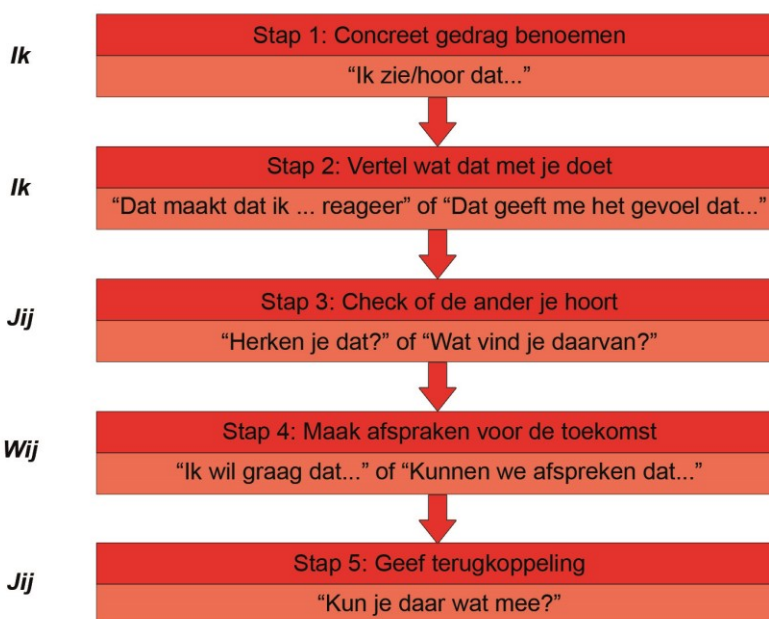 Ik
Stap 1: Concreet gedrag benoemen
“Ik zie/hoor dat...”
Ik
Stap 2: Vertel wat dat met je doet
“Dat maakt dat ik ... reageer” of “Dat geeft me het gevoel dat...”
Jij
Stap 3: Check of de ander je hoort
“Herken je dat?” of “Wat vind je daarvan?”
Wij
Stap 4: Maak afspraken voor de toekomst
“Ik wil graag dat...” of “Kunnen we afspreken dat...”
Jij
Stap 5: Geef terugkoppeling
“Kun je daar wat mee?”